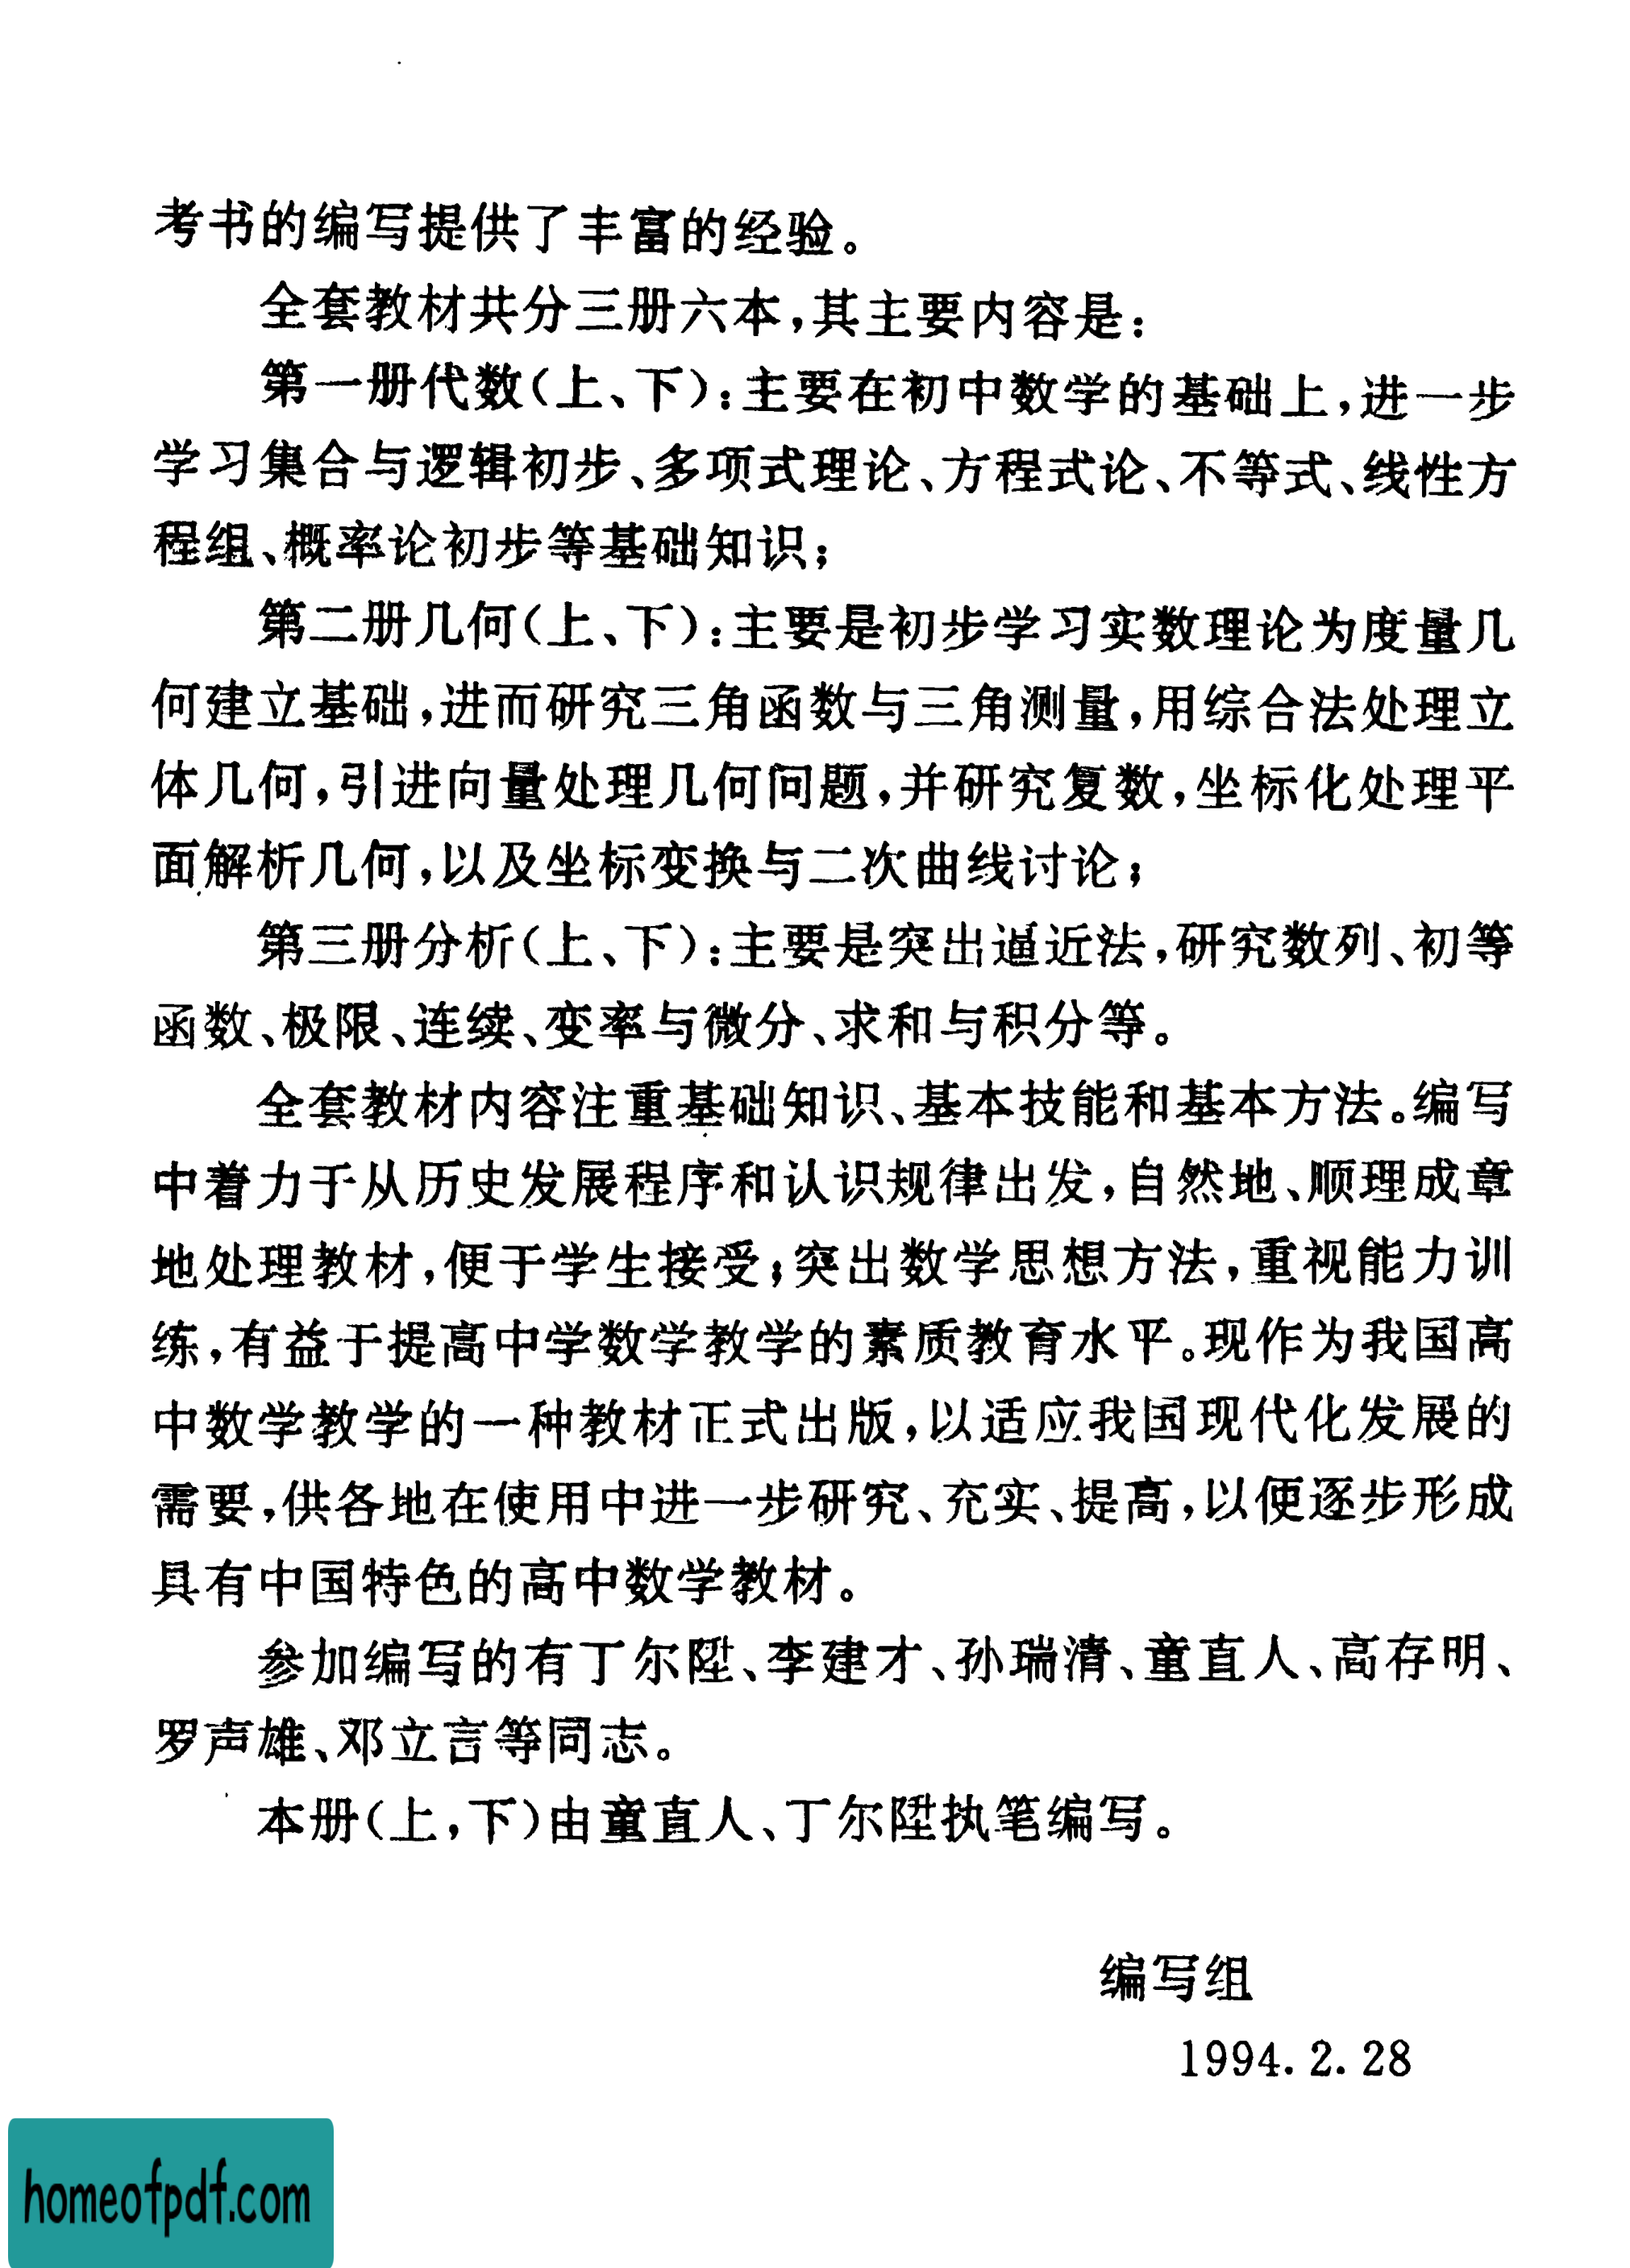 考书的编写提供了丰富的经验。
全套教材共分三册六本，其主要内容是：
第一册代数（上、下）：主要在初中数学的基础上，进一步
学习集合与逻辑初步、多项式理论、方程式论、不等式、线性方
程组、概率论初步等基础知识；
第二册几何（上、下）：主要是初步学习实数理论为度量几
何建立基础，进而研究三角函数与三角测量，用综合法处理立
体几何，引进向量处理几何问题，并研究复数，坐标化处理平
面解析几何，以及坐标变换与二次曲线讨论；
第三册分析（上、下）：主要是突出逼近法，研究数列、初等
函数、极限、连续、变率与微分、求和与积分等。
全套教材内容注重基础知识、基本技能和基本方法。编写
中着力于从历史发展程序和认识规律出发，自然地、顺理成章
地处理教材，便于学生接受；突出数学思想方法，重视能力训
练，有益于提高中学数学教学的素质教育水平。现作为我国高
中数学教学的一种教材正式出版，以适应我国现代化发展的
需要，供各地在使用中进一步研究、充实、提高，以便逐步形成
具有中国特色的高中数学教材。
参加编写的有丁尔陞、李建才、孙瑞清、童直人、高存明、
罗声雄、邓立言等同志。
本册（上，下）由童直人、丁尔陞执笔编写。
编写组
1994.2.28
homeofpdf.com